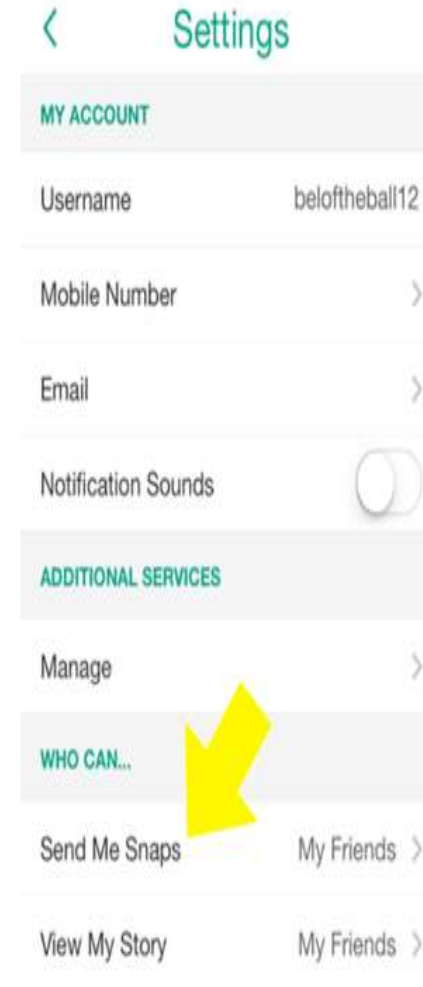 Settings
MY ACCOUNT
Username beloftheball12
Mobile Number
Email
Notification Sounds
ADDITIONAL SERVICES
Manage
WHO CAN...
Send Me Snaps My Friends
View My Story My Friends